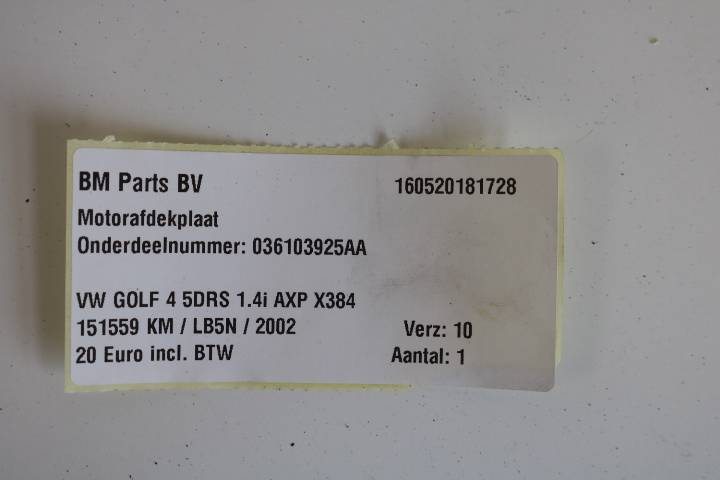 BM Parts BV 160520181728
Motorafdekplaat
Onderdeelnummer: 036103925AA
VW GOLF 4 5DRS 1.4i AXP X384
151559 KM / LB5N / 2002 Verz: 10
20 Euro incl. BTW Aantal: 1